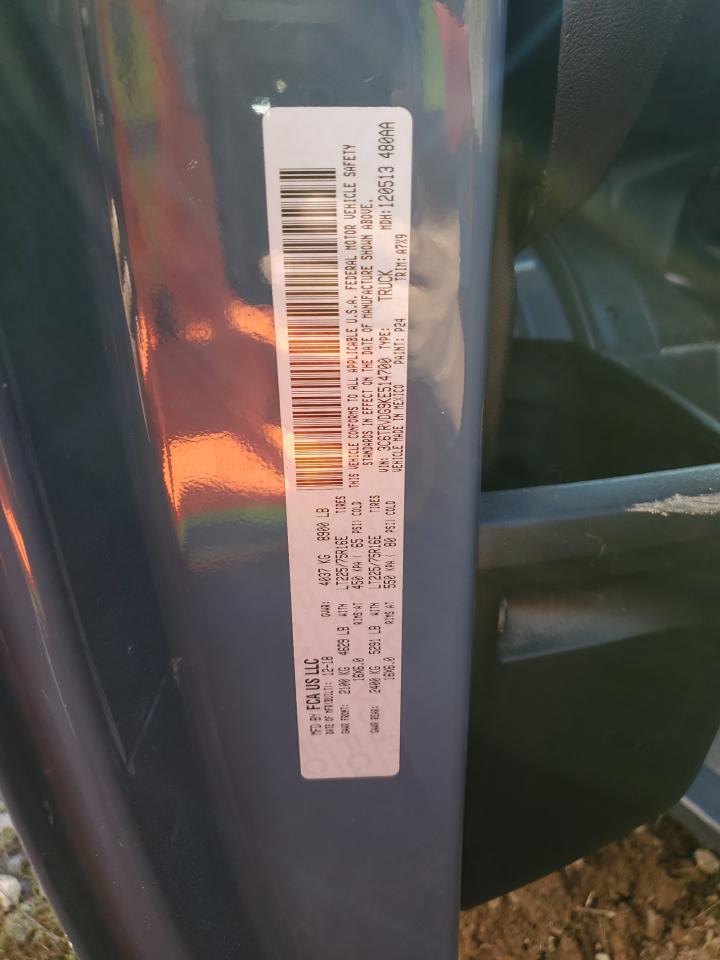 MFD BY FCA US LLC
DATE OF MFR(BUILT): 12-18 GVWR: 4037 KG 8900 LB
GAWR FRONT: 2100 KG 4629 LB WITH LT225/75R16E TIRES
16X6.0 RIMS AT 450 KPA ( 65 PSI) COLD
GAWR REAR: 2400 KG 5291 LB WITH LT225/75R16E TIRES
16X6.0 RIMS AT 550 KPA ( 80 PSI) COLD
THIS VEHICLE CONFORMS TO ALL APPLICABLE U.S.A. FEDERAL MOTOR VEHICLE SAFETY
STANDARDS IN EFFECT ON THE DATE OF MANUFACTURE SHOWN ABOVE.
VIN: 3C6TRVDG9KE514700 TYPE: TRUCK MDH:120513 480AA
VEHICLE MADE IN MEXICO PAINT: P24 TRIM: A7X9